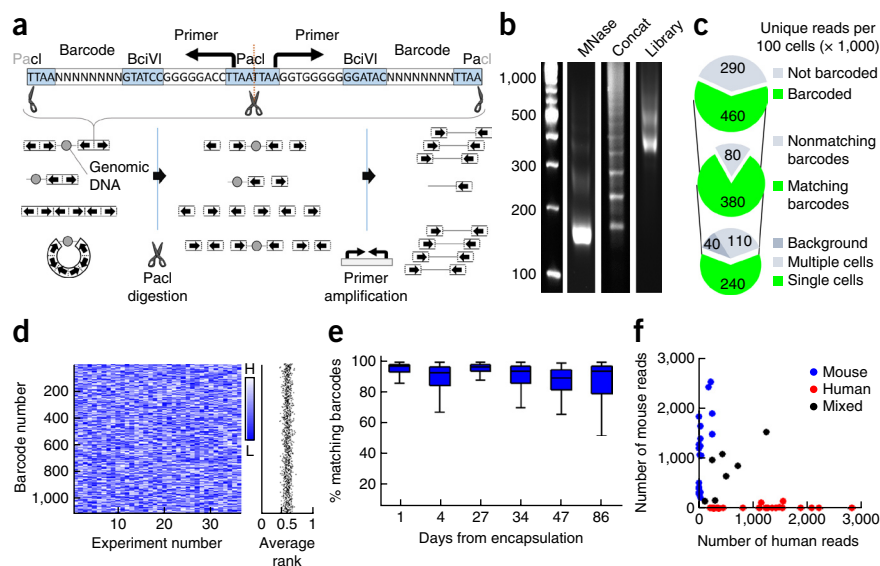 a
Primer Primer
PacI Barcode BciVI PacI BciVI Barcode PacI
TTAANNNNNNNNNGTATCCGGGGGGACCTTAATTAAGGTGGGGGGGATACNNNNNNNNNTTAA
Genomic
DNA
PacI
digestion
Primer
amplification
b
MNase
Concat
Library
1,000
500
300
200
100
c
Unique reads per
100 cells (× 1,000)
290
Not barcoded
Barcoded
460
80
Nonmatching
barcodes
Matching
barcodes
380
40 110
Background
Multiple cells
Single cells
240
d
Barcode number
200
400
600
800
1,000
10 20 30
Experiment number
H
L
0 0.5 1
Average
rank
e
% matching barcodes
100
80
60
40
20
1 4 27 34 47 86
Days from encapsulation
f
Number of mouse reads
3,000
2,000
1,000
0
0 1,000 2,000 3,000
Number of human reads
Mouse
Human
Mixed